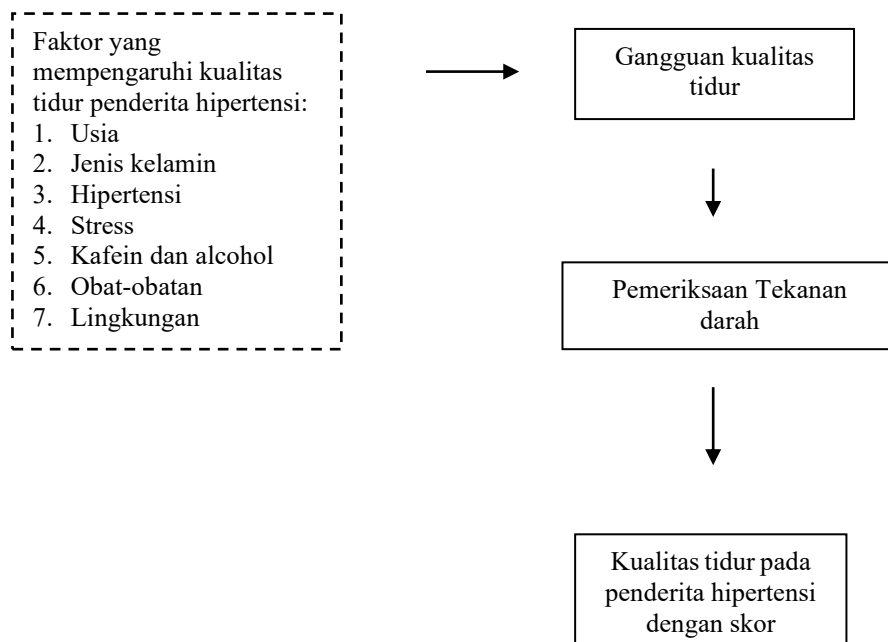 Faktor yang
mempengaruhi kualitas
tidur penderita hipertensi:
1. Usia
2. Jenis kelamin
3. Hipertensi
4. Stress
5. Kafein dan alcohol
6. Obat-obatan
7. Lingkungan
Gangguan kualitas
tidur
Pemeriksaan Tekanan
darah
Kualitas tidur pada
penderita hipertensi
dengan skor